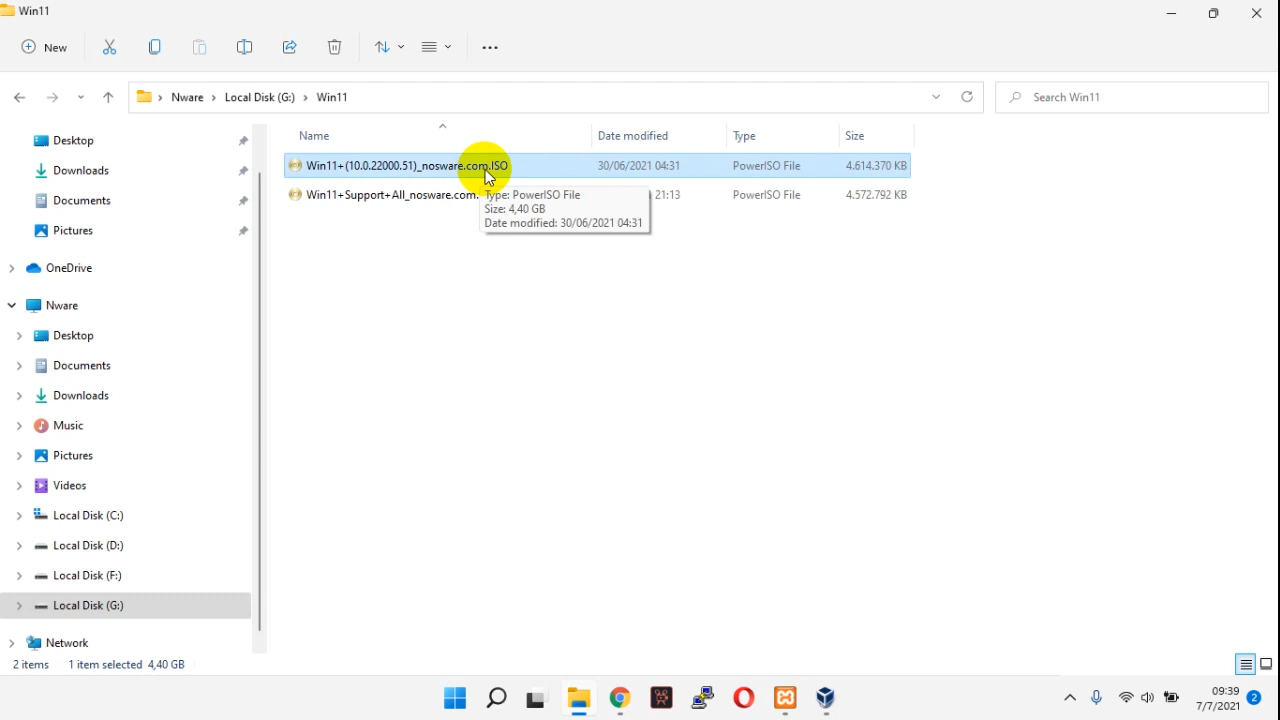 Win11
New
Nware > Local Disk (G:) > Win11
Search Win11
Desktop
Downloads
Documents
Pictures
OneDrive
Nware
Desktop
Documents
Downloads
Music
Pictures
Videos
Local Disk (C:)
Local Disk (D:)
Local Disk (F:)
Local Disk (G:)
Network
Name Date modified Type Size
Win11+(10.0.22000.51)_nosware.com.ISO 30/06/2021 04:31 PowerISO File 4.614.370 KB
Win11+Support+All_nosware.com. 21:13 PowerISO File 4.572.792 KB
Type: PowerISO File
Size: 4,40 GB
Date modified: 30/06/2021 04:31
2 items 1 item selected 4,40 GB
09:39
7/7/2021
2